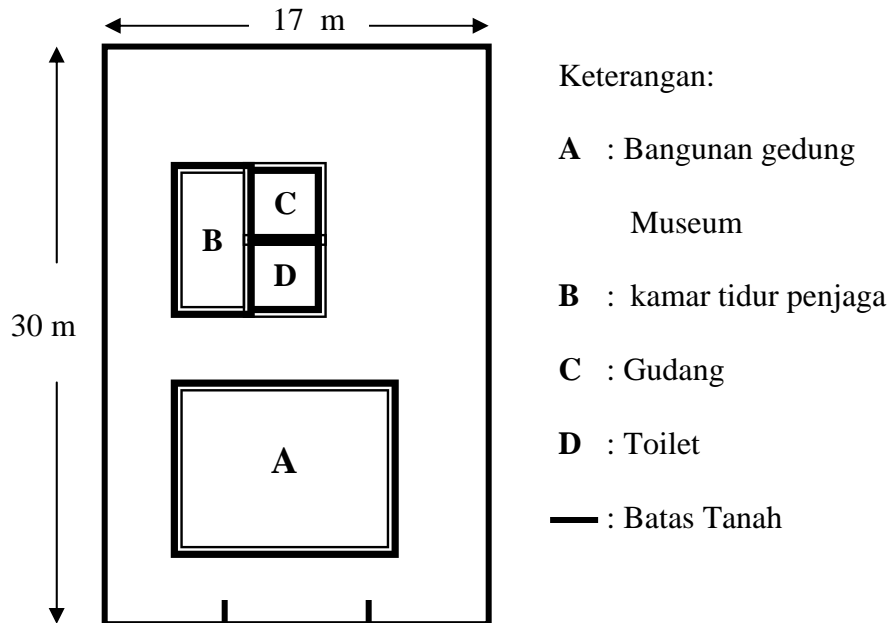 17 m
30 m
B
C
D
A
Keterangan:
A : Bangunan gedung
Museum
B : kamar tidur penjaga
C : Gudang
D : Toilet
: Batas Tanah